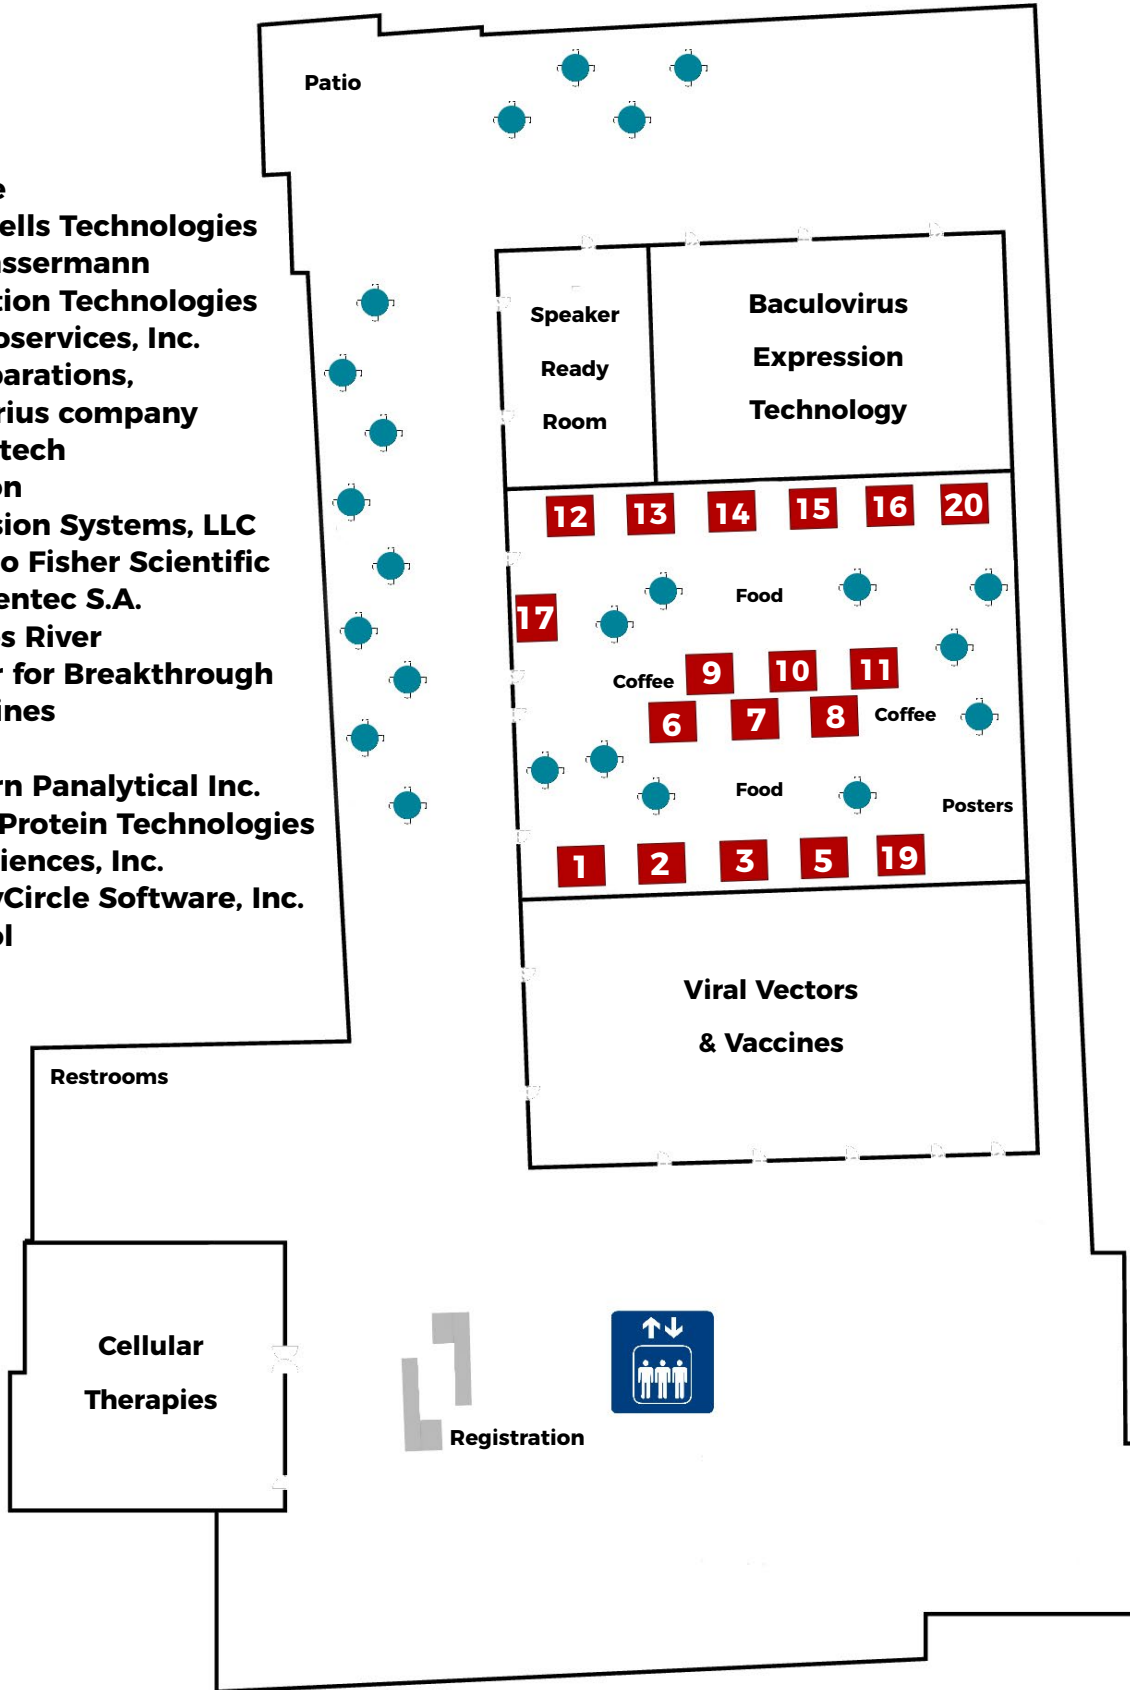 Patio
e
ells Technologies
assermann
tion Technologies
oservices, Inc.
parations,
rius company
tech
on
sion Systems, LLC
o Fisher Scientific
entec S.A.
s River
r for Breakthrough
ines
rn Panalytical Inc.
Protein Technologies
iences, Inc.
yCircle Software, Inc.
ol
Speaker
Ready
Room
Baculovirus
Expression
Technology
12 13 14 15 16 20
Food
17
Coffee 9 10 11
6 7 8 Coffee
Food
Posters
1 2 3 5 19
Viral Vectors
& Vaccines
Restrooms
Cellular
Therapies
Registration